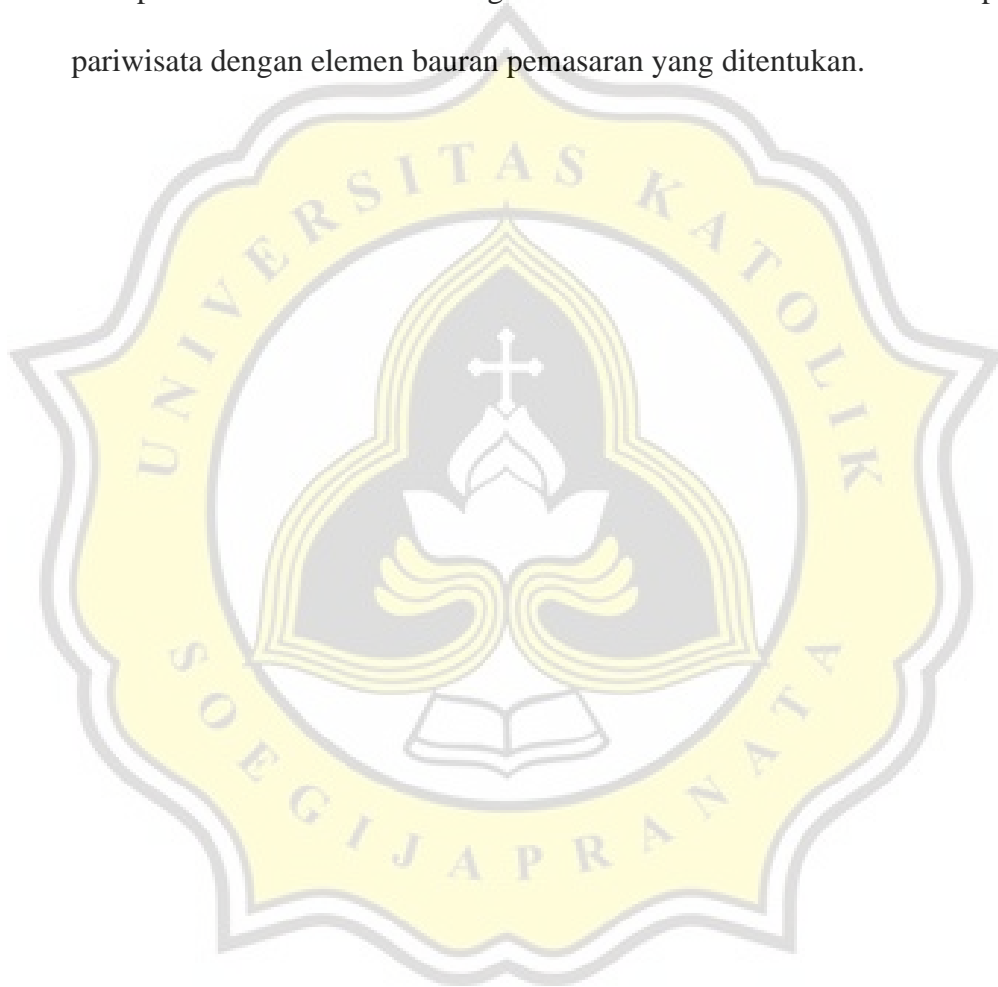 pariwisata dengan elemen bauran pemasaran yang ditentukan.
UNIVERSITAS KATOLIK
SOEGIJAPRANATA